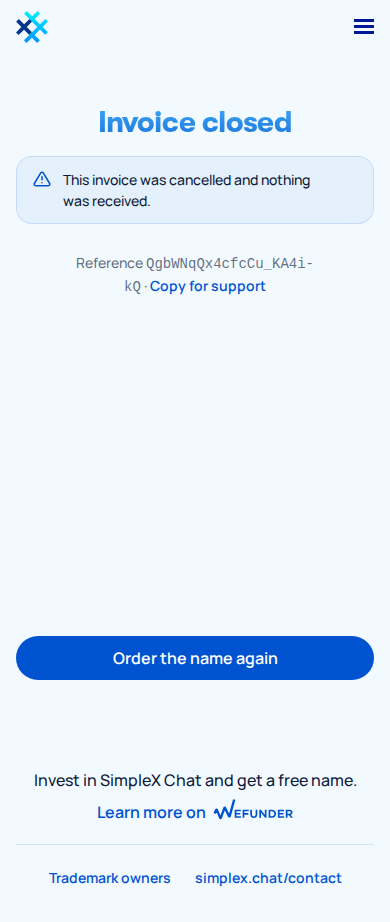 Invoice closed
This invoice was cancelled and nothing
was received.
Reference QgbWNqQx4cfcCu_KA4i-
kQ · Copy for support
Order the name again
Invest in SimpleX Chat and get a free name.
Learn more on WEFUNDER
Trademark owners simplex.chat/contact